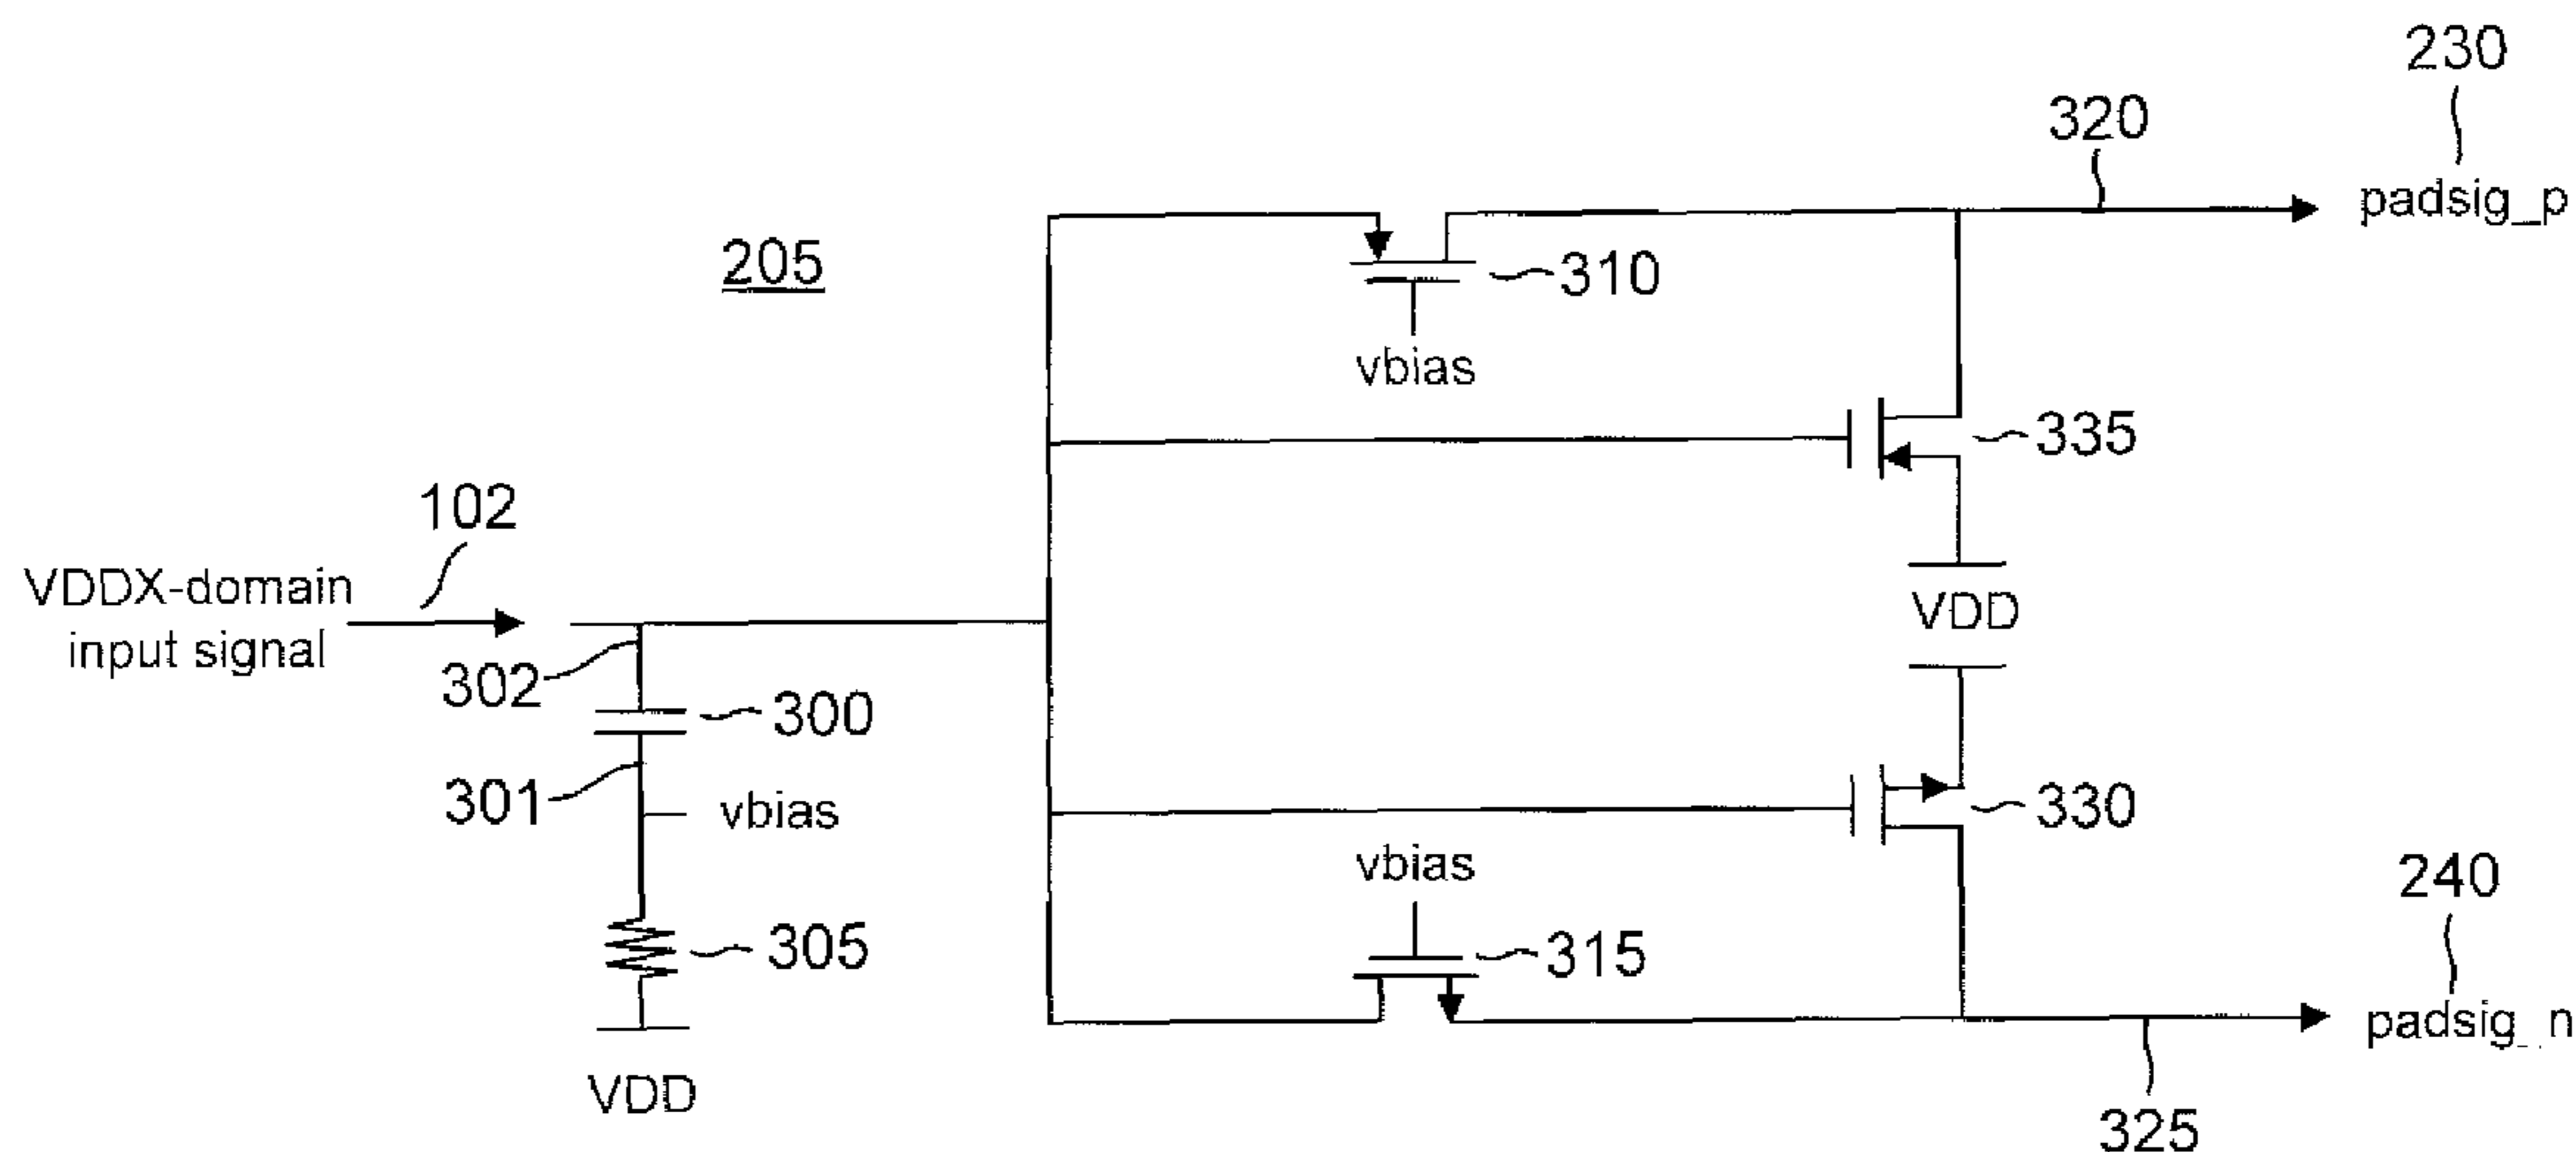 230
320
padsig_p
205
310
vbias
335
102
VDDX-domain
input signal
VDD
302
300
301
vbias
330
vbias
240
305
315
padsig_n
VDD
325